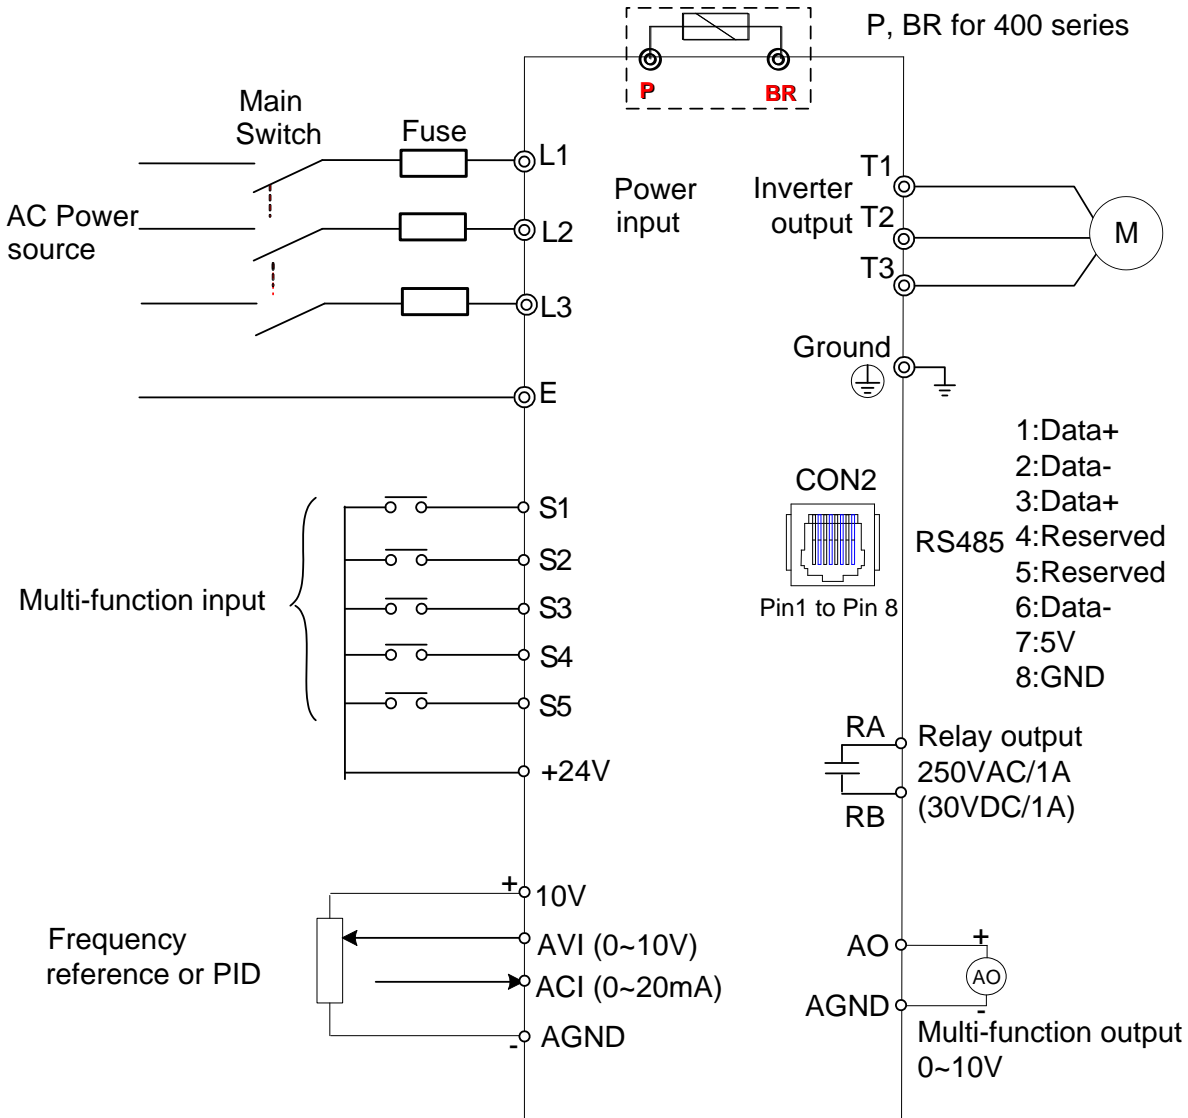 P, BR for 400 series
P
BR
Main
Switch
Fuse
L1
AC Power
source
L2
L3
E
Power
input
Inverter
output
T1
T2
T3
M
Ground
CON2
Pin1 to Pin 8
RS485
1:Data+
2:Data-
3:Data+
4:Reserved
5:Reserved
6:Data-
7:5V
8:GND
Multi-function input
S1
S2
S3
S4
S5
+24V
RA
RB
Relay output
250VAC/1A
(30VDC/1A)
Frequency
reference or PID
+
10V
AVI (0~10V)
ACI (0~20mA)
-
AGND
AO
+
AO
AGND
-
Multi-function output
0~10V